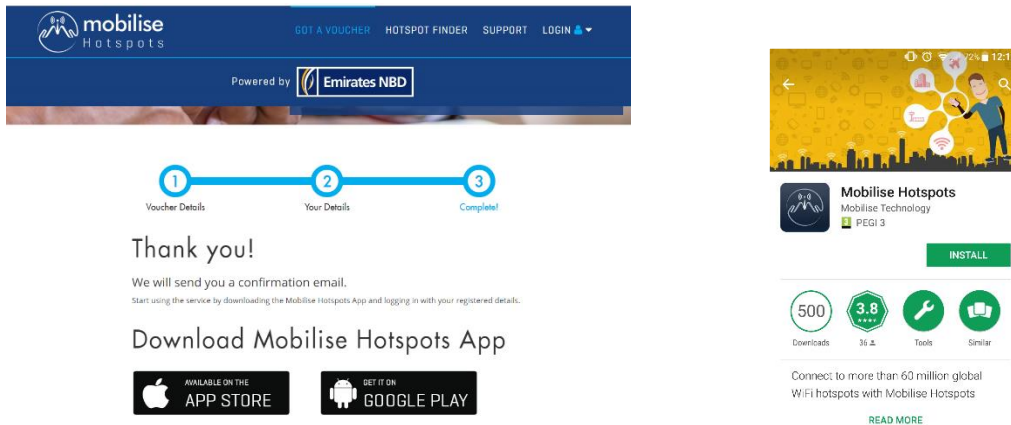 mobilise
Hotspots
GOT A VOUCHER HOTSPOT FINDER SUPPORT LOGIN
Powered by Emirates NBD
1 2 3
Voucher Details Your Details Complete!
Thank you!
We will send you a confirmation email.
Start using the service by downloading the Mobilise Hotspots App and logging in with your registered details.
Download Mobilise Hotspots App
AVAILABLE ON THE
APP STORE
GET IT ON
GOOGLE PLAY
72% 12:1
Mobilise Hotspots
Mobilise Technology
3 PEGI 3
INSTALL
500 3.8
Downloads 36 Tools Similar
Connect to more than 60 million global
WiFi hotspots with Mobilise Hotspots
READ MORE